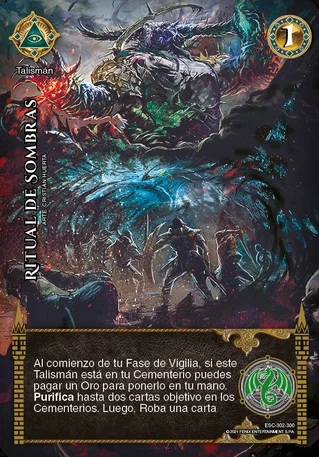 1
Talismán
RITUAL DE SOMBRAS
ARTE: CRISTIAN HUERTA
Al comienzo de tu Fase de Vigilia, si este
Talismán está en tu Cementerio puedes
pagar un Oro para ponerlo en tu mano.
Purifica hasta dos cartas objetivo en los
Cementerios. Luego, Roba una carta
ESC-302-306
©2021 FENIX ENTERTAINMENT S.P.A.